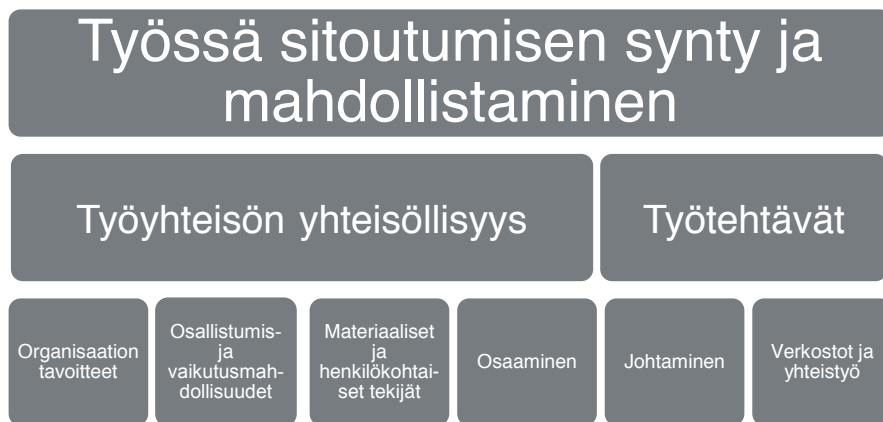 Työssä sitoutumisen synty ja
mahdollistaminen
Työyhteisön yhteisöllisyys
Työtehtävät
Organisaation
tavoitteet
Osallistumis-
ja
vaikutusmah-
dollisuudet
Materiaaliset
ja
henkilökohtai-
set tekijät
Osaaminen
Johtaminen
Verkostot ja
yhteistyö